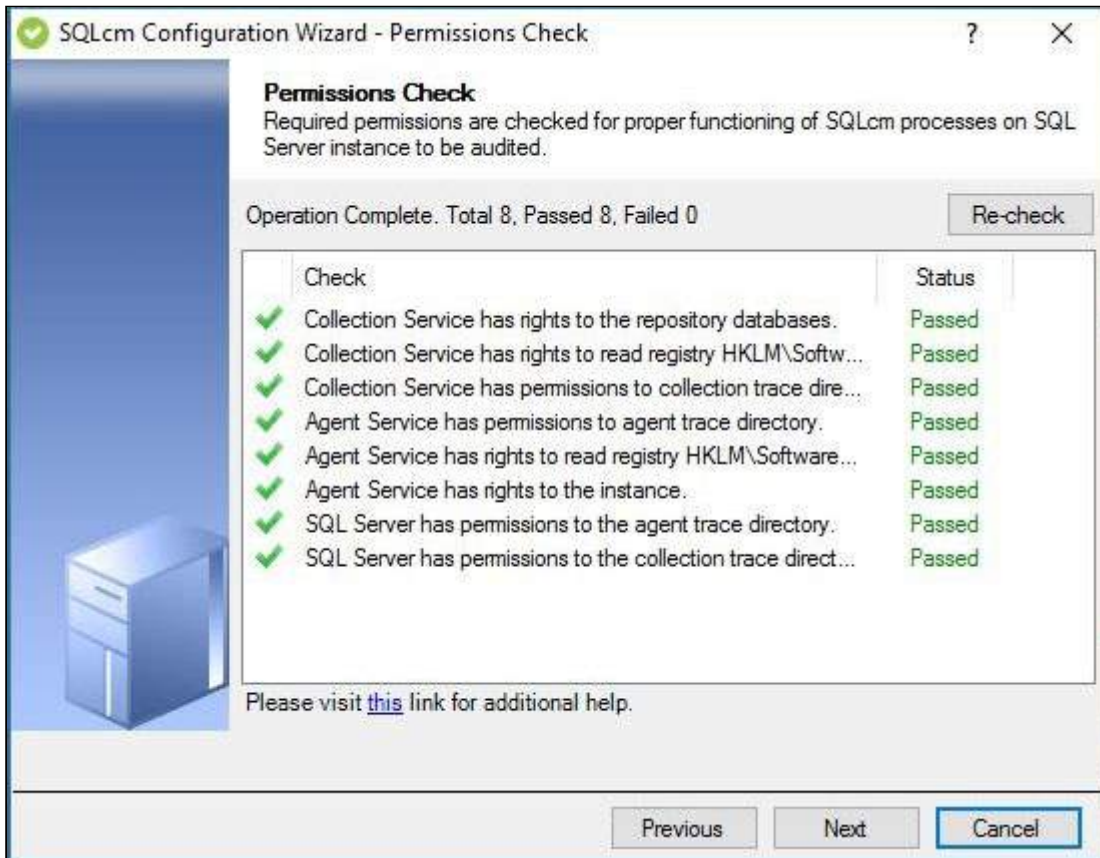 SQLcm Configuration Wizard - Permissions Check ? X
Permissions Check
Required permissions are checked for proper functioning of SQLcm processes on SQL
Server instance to be audited.
Operation Complete. Total 8, Passed 8, Failed 0 Re-check
Check Status
Collection Service has rights to the repository databases. Passed
Collection Service has rights to read registry HKLM\Softw... Passed
Collection Service has permissions to collection trace dire... Passed
Agent Service has permissions to agent trace directory. Passed
Agent Service has rights to read registry HKLM\Software... Passed
Agent Service has rights to the instance. Passed
SQL Server has permissions to the agent trace directory. Passed
SQL Server has permissions to the collection trace direct... Passed
Please visit this link for additional help.
Previous Next Cancel